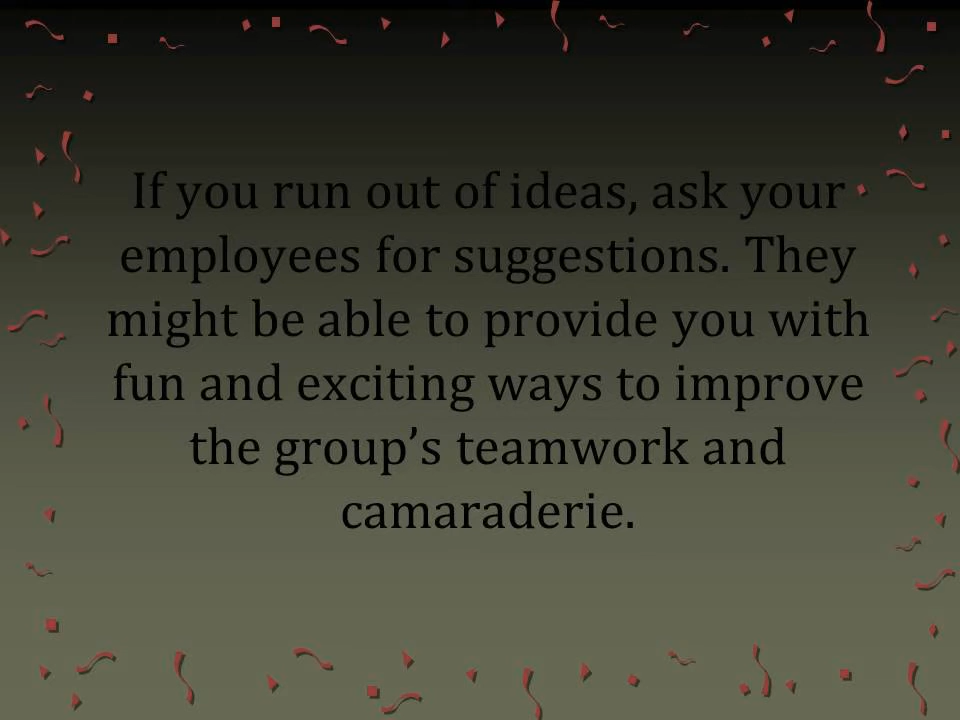 If you run out of ideas, ask your
employees for suggestions. They
might be able to provide you with
fun and exciting ways to improve
the group’s teamwork and
camaraderie.